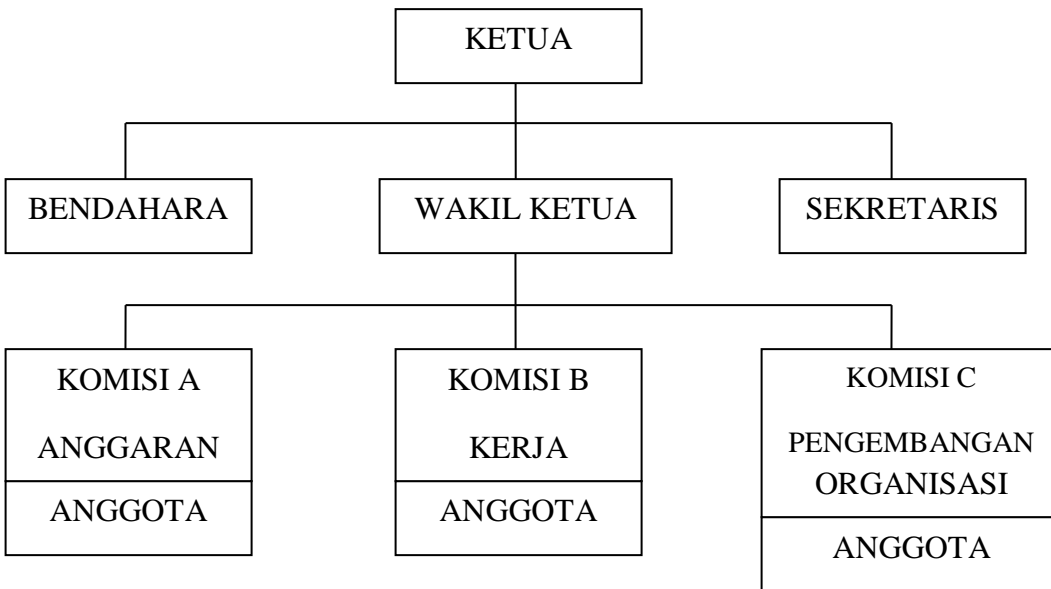 KETUA
BENDAHARA
WAKIL KETUA
SEKRETARIS
KOMISI A
ANGGARAN
ANGGOTA
KOMISI B
KERJA
ANGGOTA
KOMISI C
PENGEMBANGAN
ORGANISASI
ANGGOTA